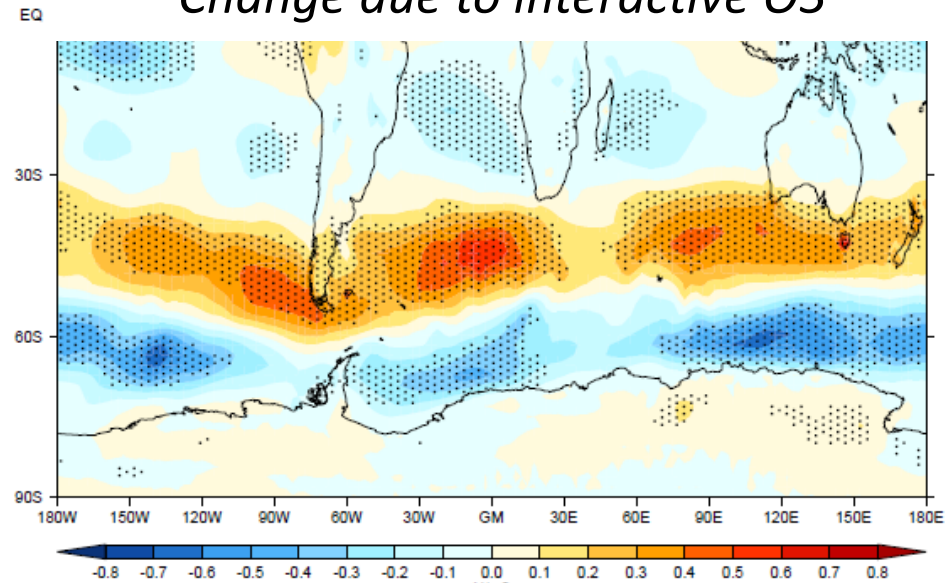 Change due to interactive O3
EQ
30S
60S
90S
180W 150W 120W 90W 60W 30W GM 30E 60E 90E 120E 150E 180E
-0.8 -0.7 -0.6 -0.5 -0.4 -0.3 -0.2 -0.1 0.0 0.1 0.2 0.3 0.4 0.5 0.6 0.7 0.8